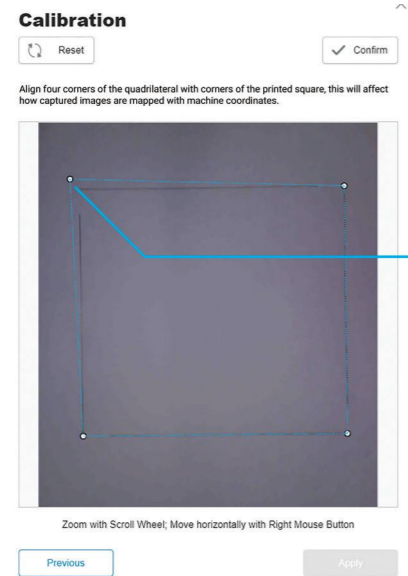 Calibration
Reset
Confirm
Align four corners of the quadrilateral with corners of the printed square, this will affect
how captured images are mapped with machine coordinates.
Zoom with Scroll Wheel; Move horizontally with Right Mouse Button
Previous
Apply